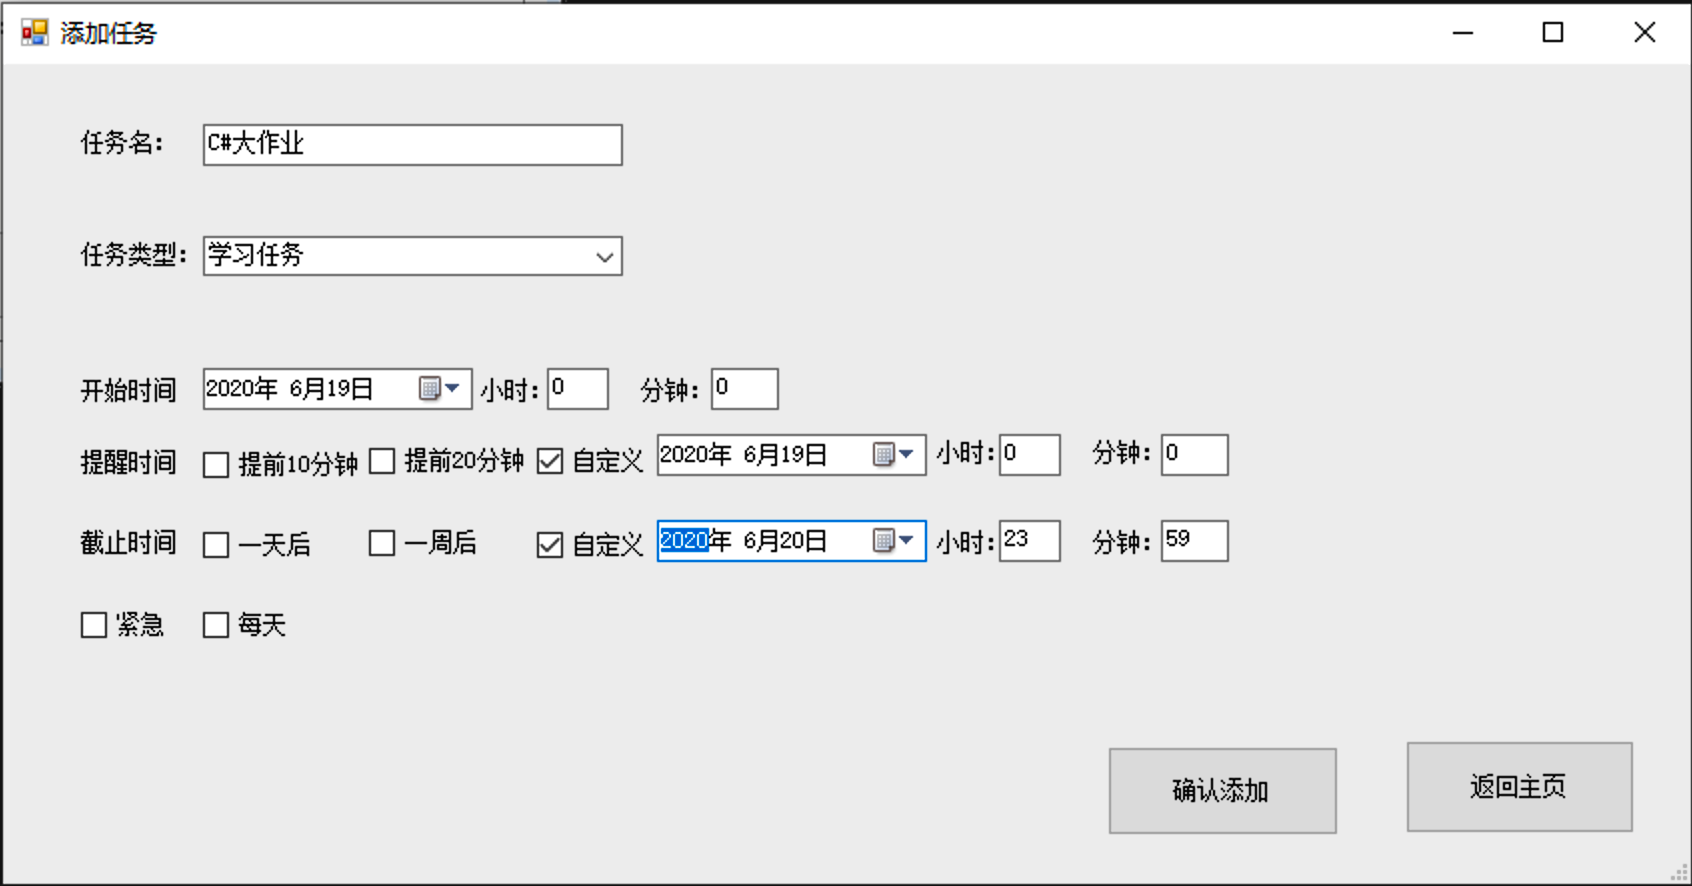 添加任务
任务名: C#大作业
任务类型: 学习任务
开始时间 2020年 6月19日 小时: 0 分钟: 0
提醒时间 提前10分钟 提前20分钟 自定义 2020年 6月19日 小时: 0 分钟: 0
截止时间 一天后 一周后 自定义 2020年 6月20日 小时: 23 分钟: 59
紧急 每天
确认添加 返回主页